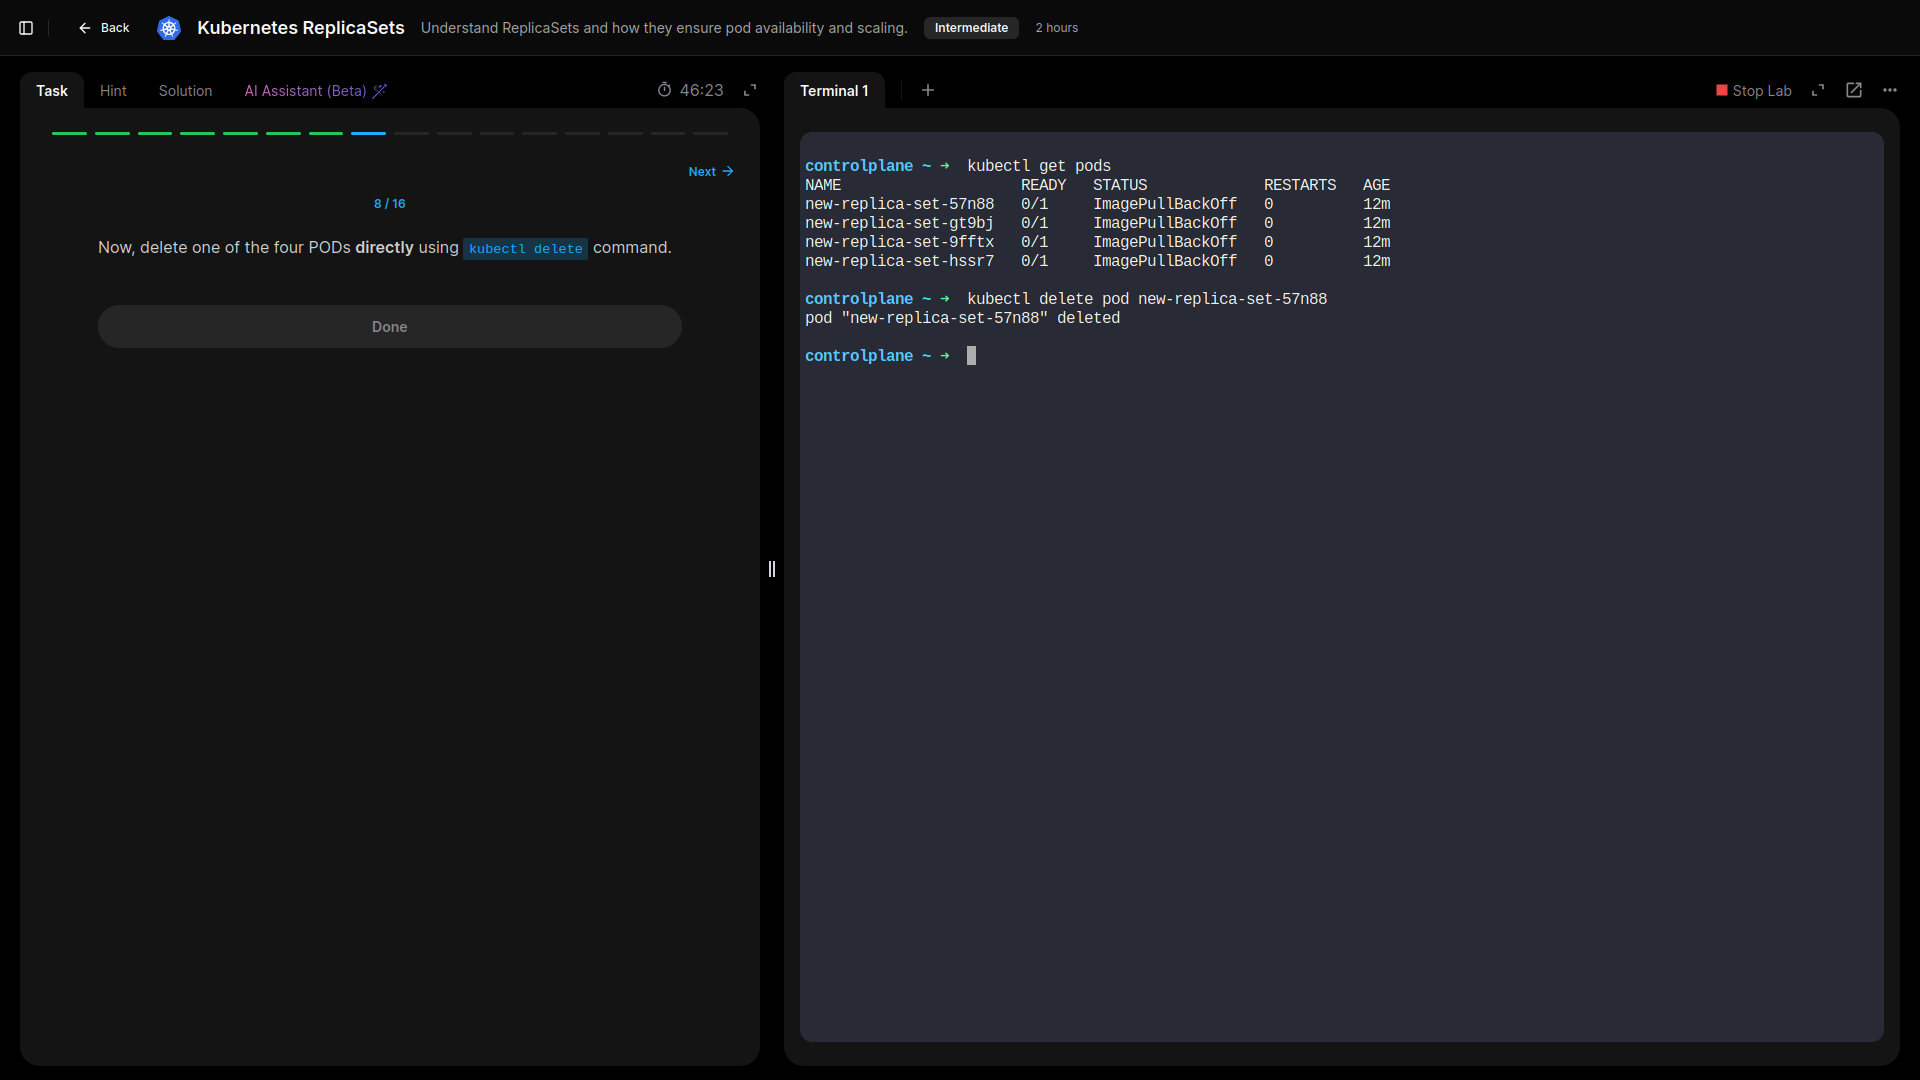 Back
Kubernetes ReplicaSets
Understand ReplicaSets and how they ensure pod availability and scaling.
Intermediate
2 hours
Task
Hint
Solution
AI Assistant (Beta)
46:23
Next →
8 / 16
Now, delete one of the four PODs directly using kubectl delete command.
Done
Terminal 1
Stop Lab
controlplane ~ ➜  kubectl get pods
NAME                    READY   STATUS             RESTARTS   AGE
new-replica-set-57n88   0/1     ImagePullBackOff   0          12m
new-replica-set-gt9bj   0/1     ImagePullBackOff   0          12m
new-replica-set-9fftx   0/1     ImagePullBackOff   0          12m
new-replica-set-hssr7   0/1     ImagePullBackOff   0          12m
controlplane ~ ➜  kubectl delete pod new-replica-set-57n88
pod "new-replica-set-57n88" deleted
controlplane ~ ➜